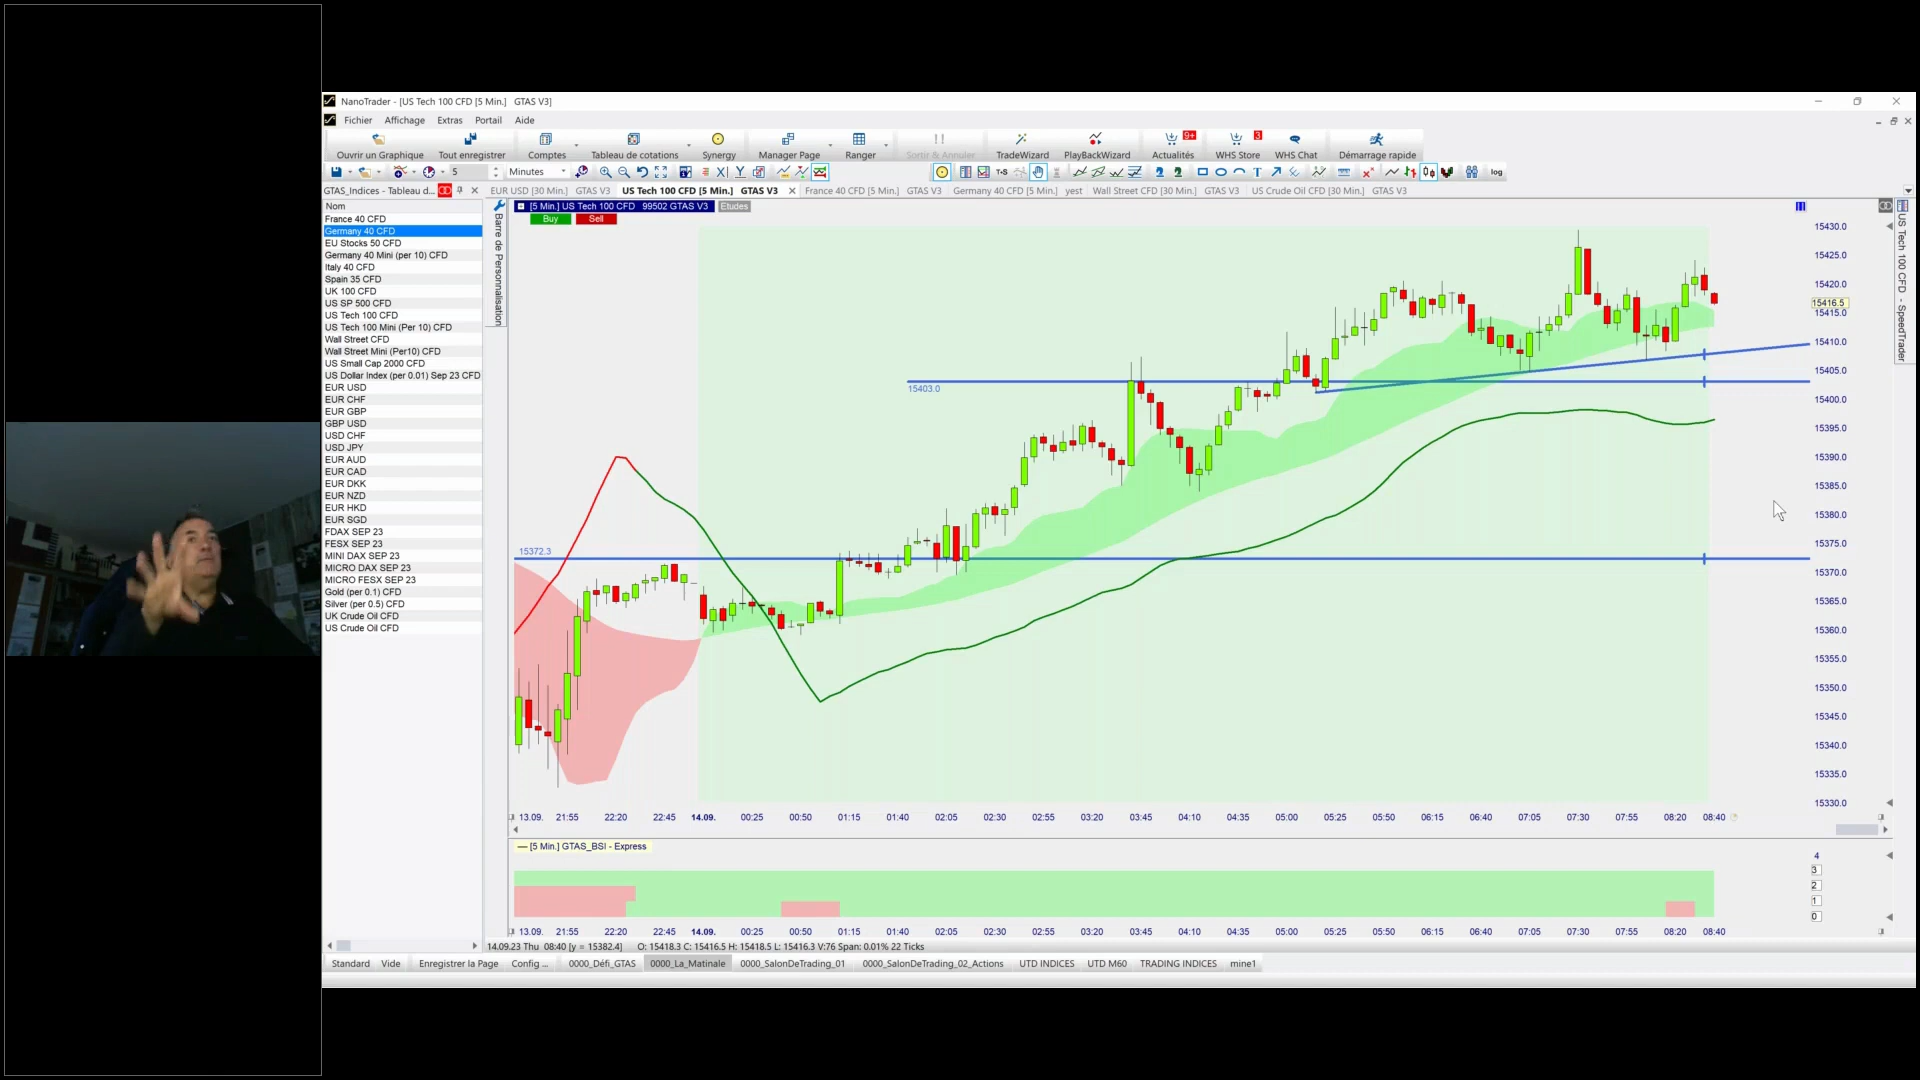 NanoTrader - [US Tech 100 CFD [5 Min.]   GTAS V3]
Fichier Affichage Extras Portail Aide
9+ 3
Ouvrir un Graphique Tout enregistrer Comptes Tableau de cotations Synergy Manager Page Ranger Sortir & Annuler TradeWizard PlayBackWizard Actualités WHS Store WHS Chat Démarrage rapide
5 Minutes T•S T log
GTAS_Indices - Tableau d... EUR USD [30 Min.] GTAS V3 US Tech 100 CFD [5 Min.] GTAS V3 France 40 CFD [5 Min.] GTAS V3 Germany 40 CFD [5 Min.] yest Wall Street CFD [30 Min.] GTAS V3 US Crude Oil CFD [30 Min.] GTAS V3
Nom
France 40 CFD
Germany 40 CFD
EU Stocks 50 CFD
Germany 40 Mini (per 10) CFD
Italy 40 CFD
Spain 35 CFD
UK 100 CFD
US SP 500 CFD
US Tech 100 CFD
US Tech 100 Mini (Per 10) CFD
Wall Street CFD
Wall Street Mini (Per10) CFD
US Small Cap 2000 CFD
US Dollar Index (per 0.01) Sep 23 CFD
EUR USD
EUR CHF
EUR GBP
GBP USD
USD CHF
USD JPY
EUR AUD
EUR CAD
EUR DKK
EUR NZD
EUR HKD
EUR SGD
FDAX SEP 23
FESX SEP 23
MINI DAX SEP 23
MICRO DAX SEP 23
MICRO FESX SEP 23
Gold (per 0.1) CFD
Silver (per 0.5) CFD
UK Crude Oil CFD
US Crude Oil CFD
Barre de Personnalisation
[5 Min.] US Tech 100 CFD   99502 GTAS V3 Etudes
Buy Sell
15403.0
15372.3
15430.0
15425.0
15420.0
15416.5
15415.0
15410.0
15405.0
15400.0
15395.0
15390.0
15385.0
15380.0
15375.0
15370.0
15365.0
15360.0
15355.0
15350.0
15345.0
15340.0
15335.0
15330.0
US Tech 100 CFD - SpeedTrader
13.09. 21:55 22:20 22:45 14.09. 00:25 00:50 01:15 01:40 02:05 02:30 02:55 03:20 03:45 04:10 04:35 05:00 05:25 05:50 06:15 06:40 07:05 07:30 07:55 08:20 08:40
[5 Min.] GTAS_BSI - Express
4
3
2
1
0
13.09. 21:55 22:20 22:45 14.09. 00:25 00:50 01:15 01:40 02:05 02:30 02:55 03:20 03:45 04:10 04:35 05:00 05:25 05:50 06:15 06:40 07:05 07:30 07:55 08:20 08:40
14.09.23 Thu 08:40 [y = 15382.4] O: 15418.3 C: 15416.5 H: 15418.5 L: 15416.3 V:76 Span: 0.01% 22 Ticks
Standard Vide Enregistrer la Page Config ... 0000_Défi_GTAS 0000_La_Matinale 0000_SalonDeTrading_01 0000_SalonDeTrading_02_Actions UTD INDICES UTD M60 TRADING INDICES mine1